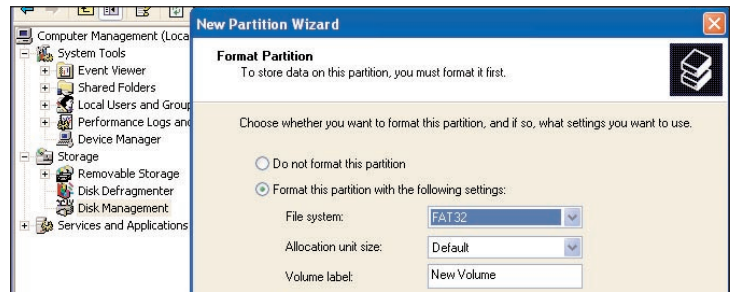 New Partition Wizard
Computer Management (Loca
System Tools
Event Viewer
Shared Folders
Local Users and Group
Performance Logs and
Device Manager
Storage
Removable Storage
Disk Defragmenter
Disk Management
Services and Applications
Format Partition
To store data on this partition, you must format it first.
Choose whether you want to format this partition, and if so, what settings you want to use.
Do not format this partition
Format this partition with the following settings:
File system: FAT32
Allocation unit size: Default
Volume label: New Volume